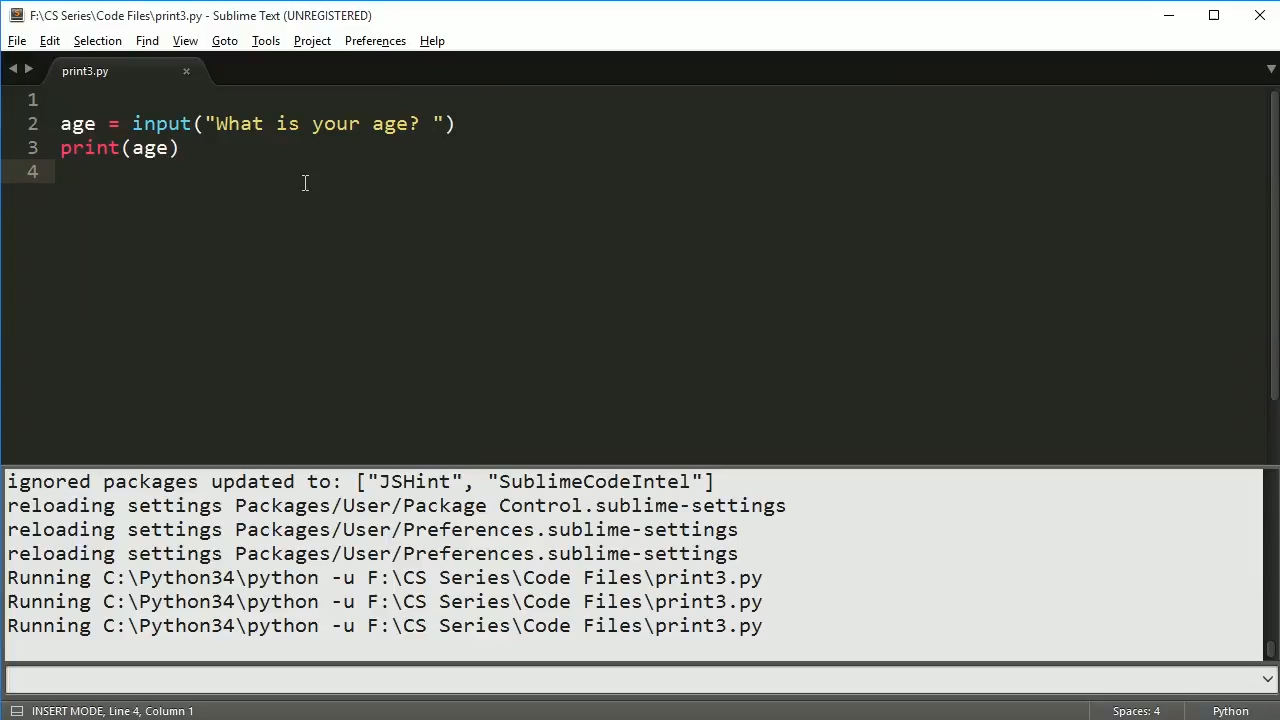 F:\CS Series\Code Files\print3.py - Sublime Text (UNREGISTERED)
File Edit Selection Find View Goto Tools Project Preferences Help
print3.py
1
2 age = input("What is your age? ")
3 print(age)
4
ignored packages updated to: ["JSHint", "SublimeCodeIntel"]
reloading settings Packages/User/Package Control.sublime-settings
reloading settings Packages/User/Preferences.sublime-settings
reloading settings Packages/User/Preferences.sublime-settings
Running C:\Python34\python -u F:\CS Series\Code Files\print3.py
Running C:\Python34\python -u F:\CS Series\Code Files\print3.py
Running C:\Python34\python -u F:\CS Series\Code Files\print3.py
INSERT MODE, Line 4, Column 1 Spaces: 4 Python